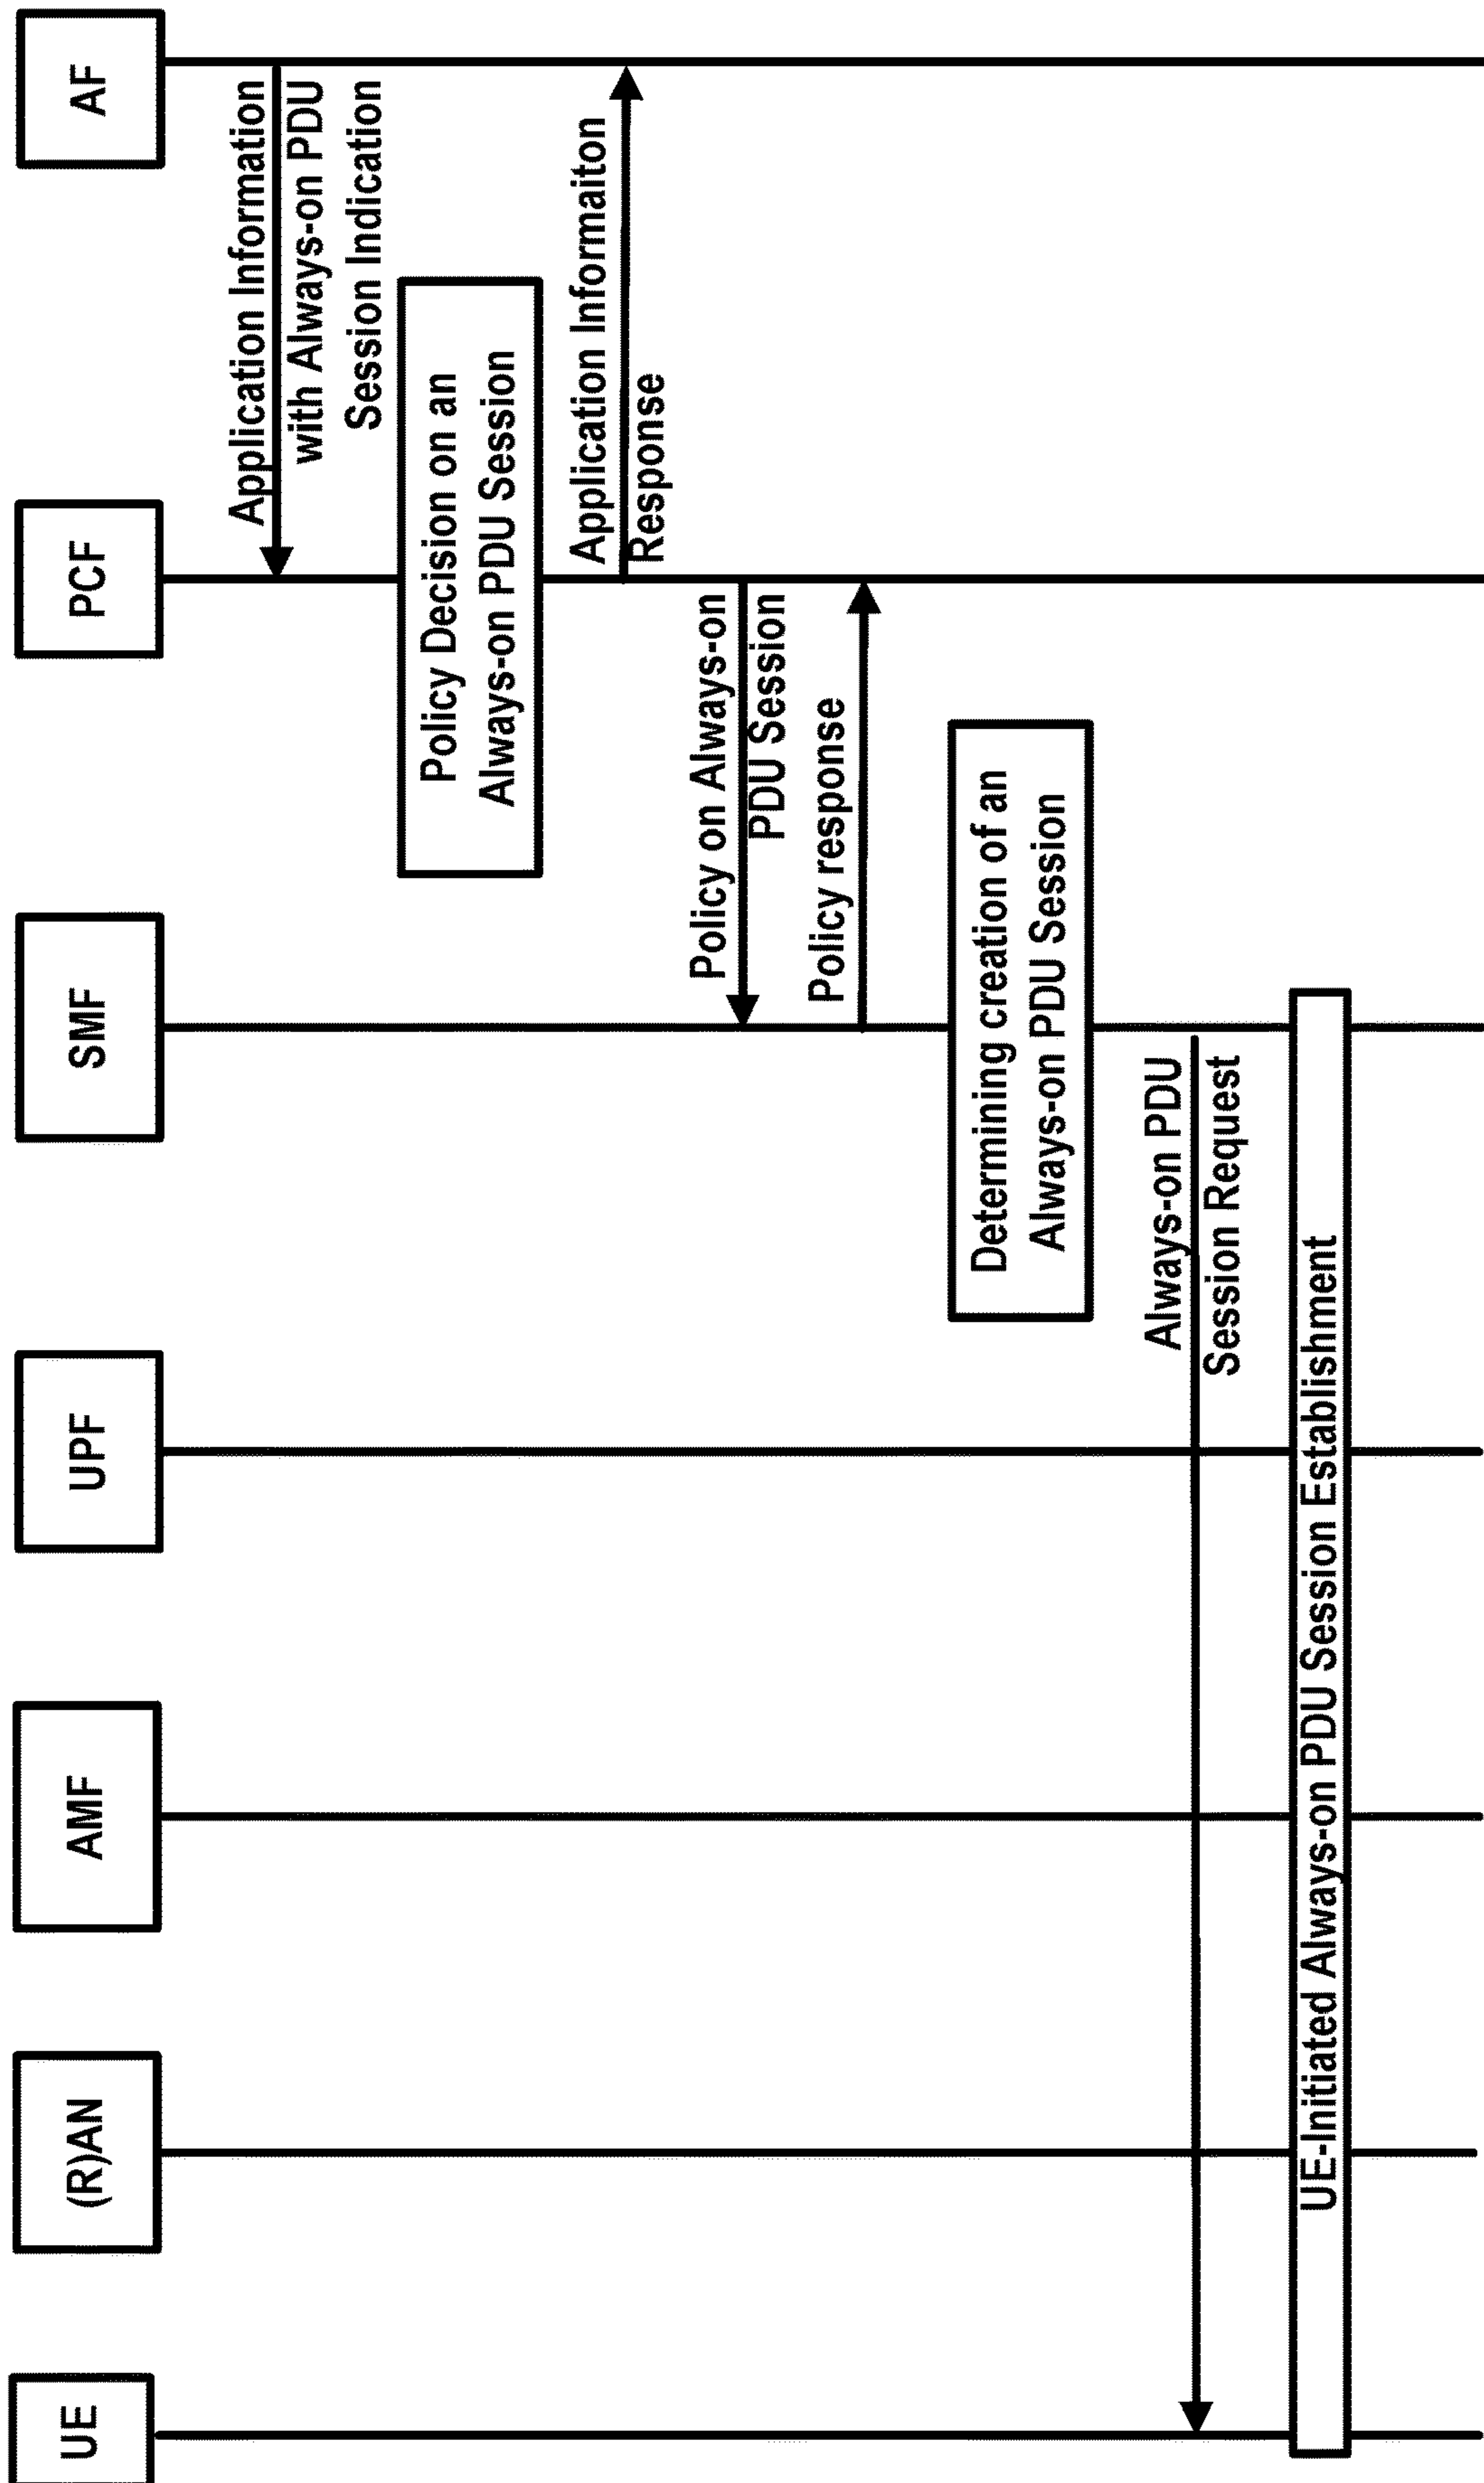 UE
(R)AN
AMF
UPF
SMF
PCF
AF
Application Information
with Always-on PDU
Session Indication
Policy Decision on an
Always-on PDU Session
Application Informaiton
Response
Policy on Always-on
PDU Session
Policy response
Determining creation of an
Always-on PDU Session
Always-on PDU
Session Request
UE-Initiated Always-on PDU Session Establishment